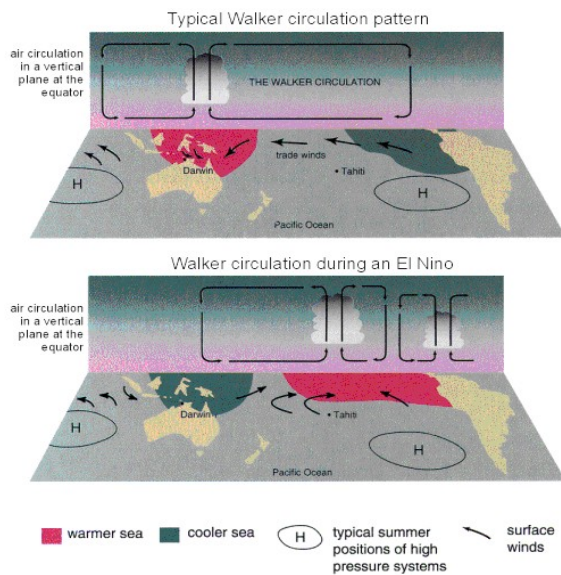 Typical Walker circulation pattern
air circulation
in a vertical
plane at the
equator
THE WALKER CIRCULATION
trade winds
Darwin
Tahiti
H
H
Pacific Ocean
Walker circulation during an El Nino
air circulation
in a vertical
plane at the
equator
Darwin
Tahiti
H
H
Pacific Ocean
warmer sea
cooler sea
H
typical summer
positions of high
pressure systems
surface
winds